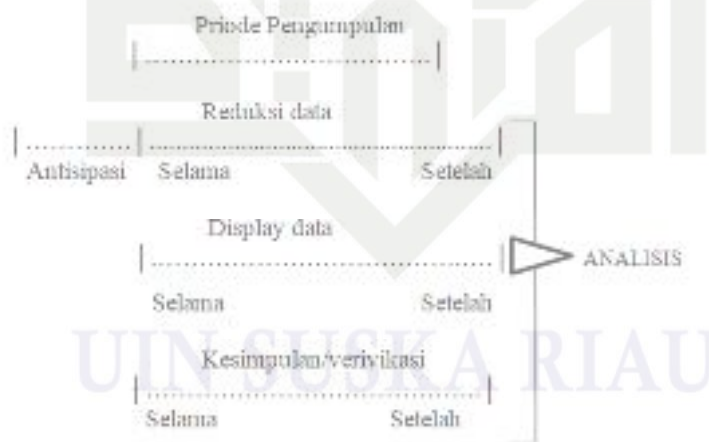 Priode Pengumpulan
Reduksi data
Antisipasi Selama Setelah
Display data
ANALISIS
Selama Setelah
UIN SUSKA RIAU
Kesimpulan/verivikasi
Selama Setelah